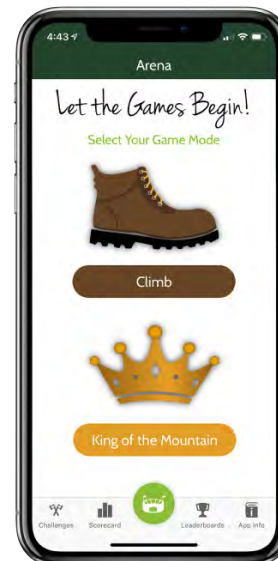 4:43
Arena
Let the Games Begin!
Select Your Game Mode
Climb
King of the Mountain
Challenges
Scorecard
Leaderboards
App Info